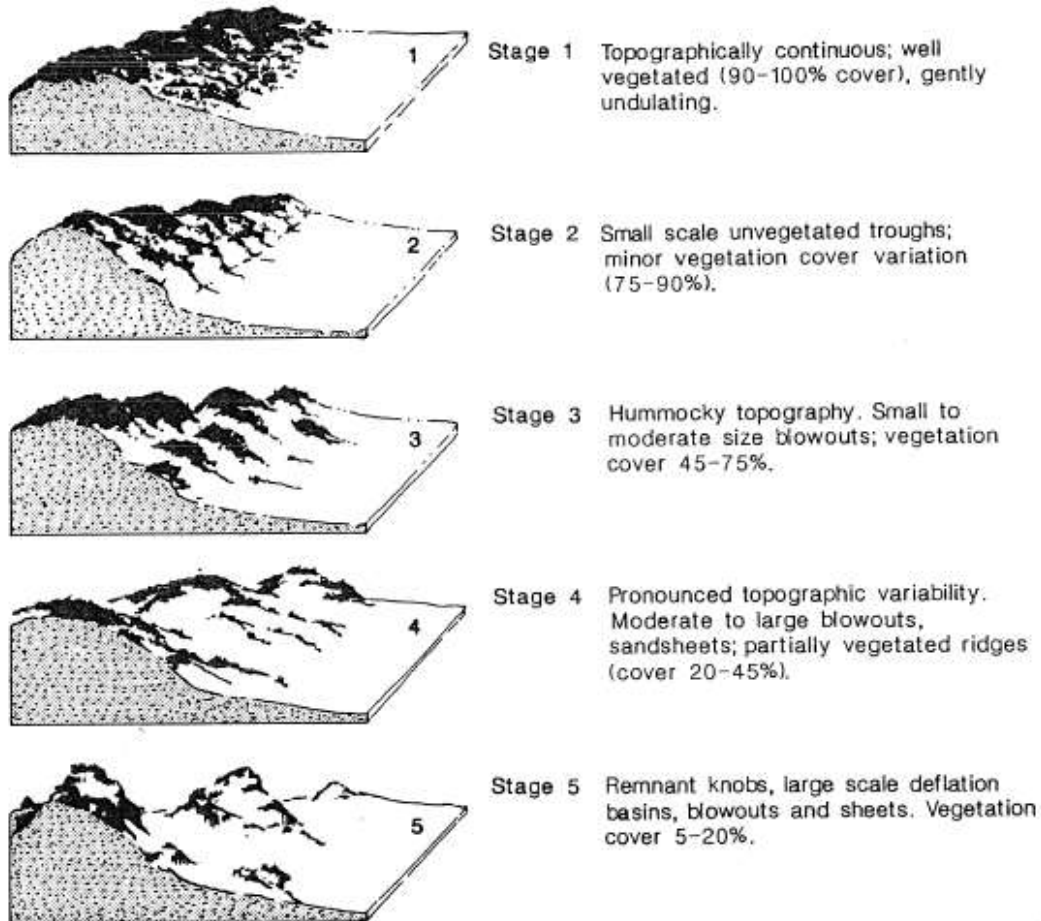 1
Stage 1 Topographically continuous; well
vegetated (90-100% cover), gently
undulating.
2
Stage 2 Small scale unvegetated troughs;
minor vegetation cover variation
(75-90%).
3
Stage 3 Hummocky topography. Small to
moderate size blowouts; vegetation
cover 45-75%.
4
Stage 4 Pronounced topographic variability.
Moderate to large blowouts,
sandsheets; partially vegetated ridges
(cover 20-45%).
5
Stage 5 Remnant knobs, large scale deflation
basins, blowouts and sheets. Vegetation
cover 5-20%.